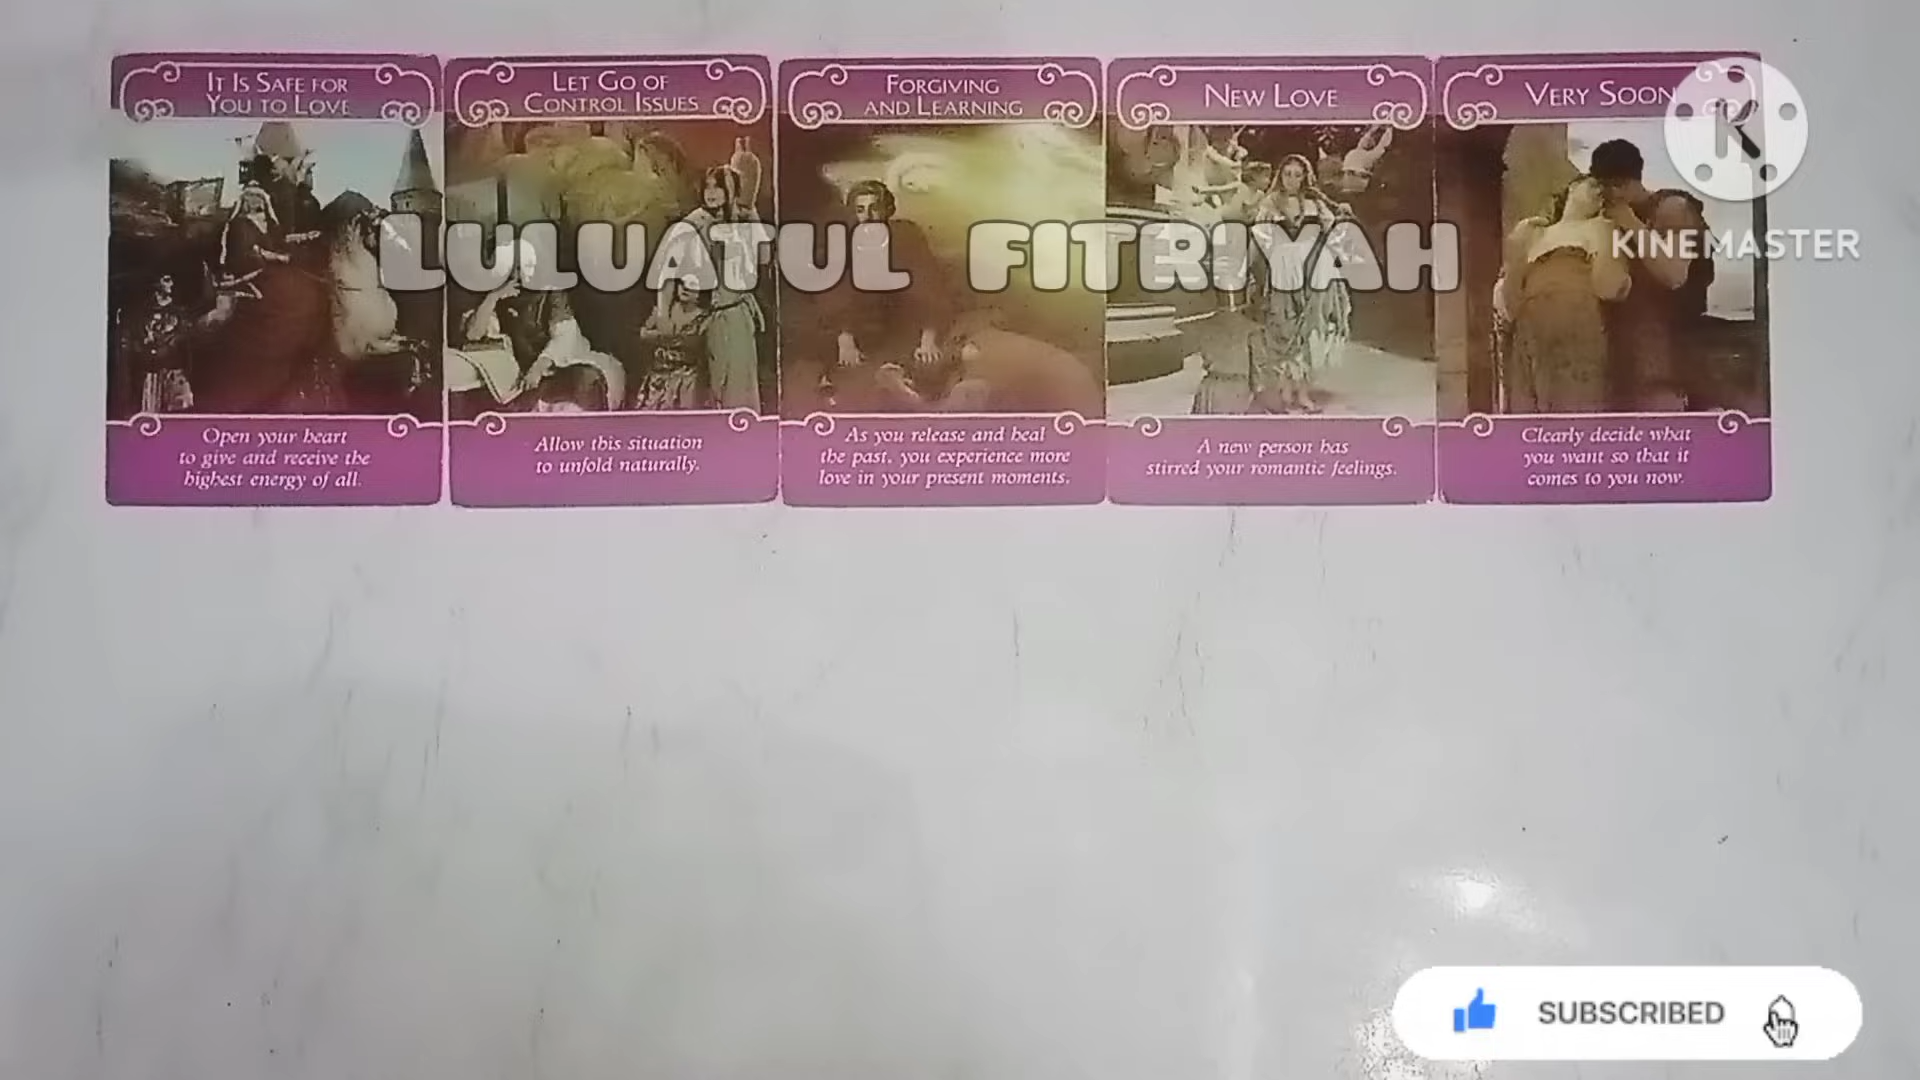 IT IS SAFE FOR
YOU TO LOVE
Open your heart
to give and receive the
highest energy of all.
LET GO OF
CONTROL ISSUES
Allow this situation
to unfold naturally.
FORGIVING
AND LEARNING
As you release and heal
the past, you experience more
love in your present moments.
NEW LOVE
A new person has
stirred your romantic feelings.
VERY SOON
Clearly decide what
you want so that it
comes to you now.
LULUATUL FITRIYAH
K
KINEMASTER
SUBSCRIBED